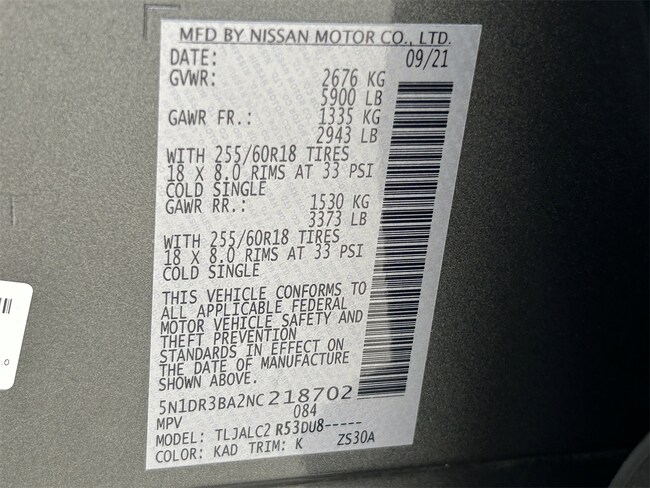 MFD BY NISSAN MOTOR CO., LTD.
DATE: 09/21
GVWR: 2676 KG
5900 LB
GAWR FR.: 1335 KG
2943 LB
WITH 255/60R18 TIRES
18 X 8.0 RIMS AT 33 PSI
COLD SINGLE
GAWR RR.: 1530 KG
3373 LB
WITH 255/60R18 TIRES
18 X 8.0 RIMS AT 33 PSI
COLD SINGLE
THIS VEHICLE CONFORMS TO
ALL APPLICABLE FEDERAL
MOTOR VEHICLE SAFETY AND
THEFT PREVENTION
STANDARDS IN EFFECT ON
THE DATE OF MANUFACTURE
SHOWN ABOVE.
5N1DR3BA2NC218702
MPV 084
MODEL: TLJALC2 R53DU8-----
COLOR: KAD TRIM: K ZS30A